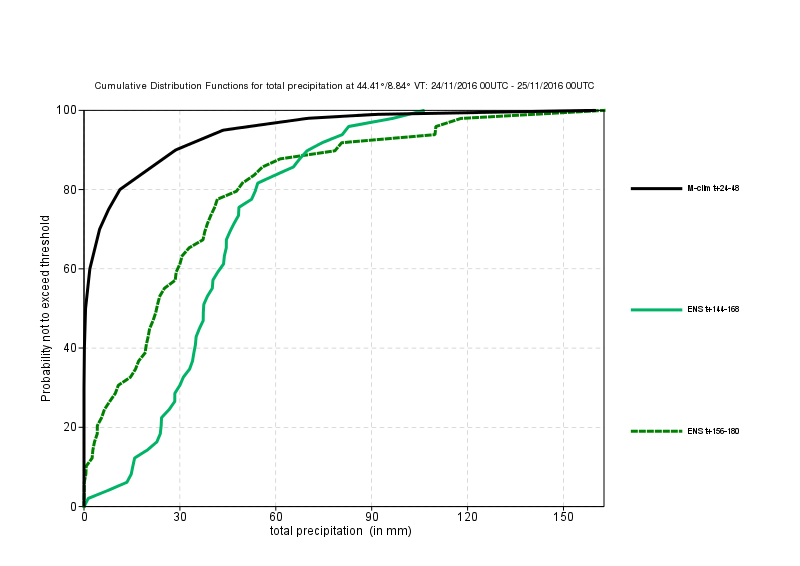 Cumulative Distribution Functions for total precipitation at 44.41°/8.84° VT: 24/11/2016 00UTC - 25/11/2016 00UTC
100
80
60
40
20
0
Probability not to exceed threshold
0 30 60 90 120 150
total precipitation (in mm)
M-clim t+24-48
ENS t+144-168
ENS t+156-180